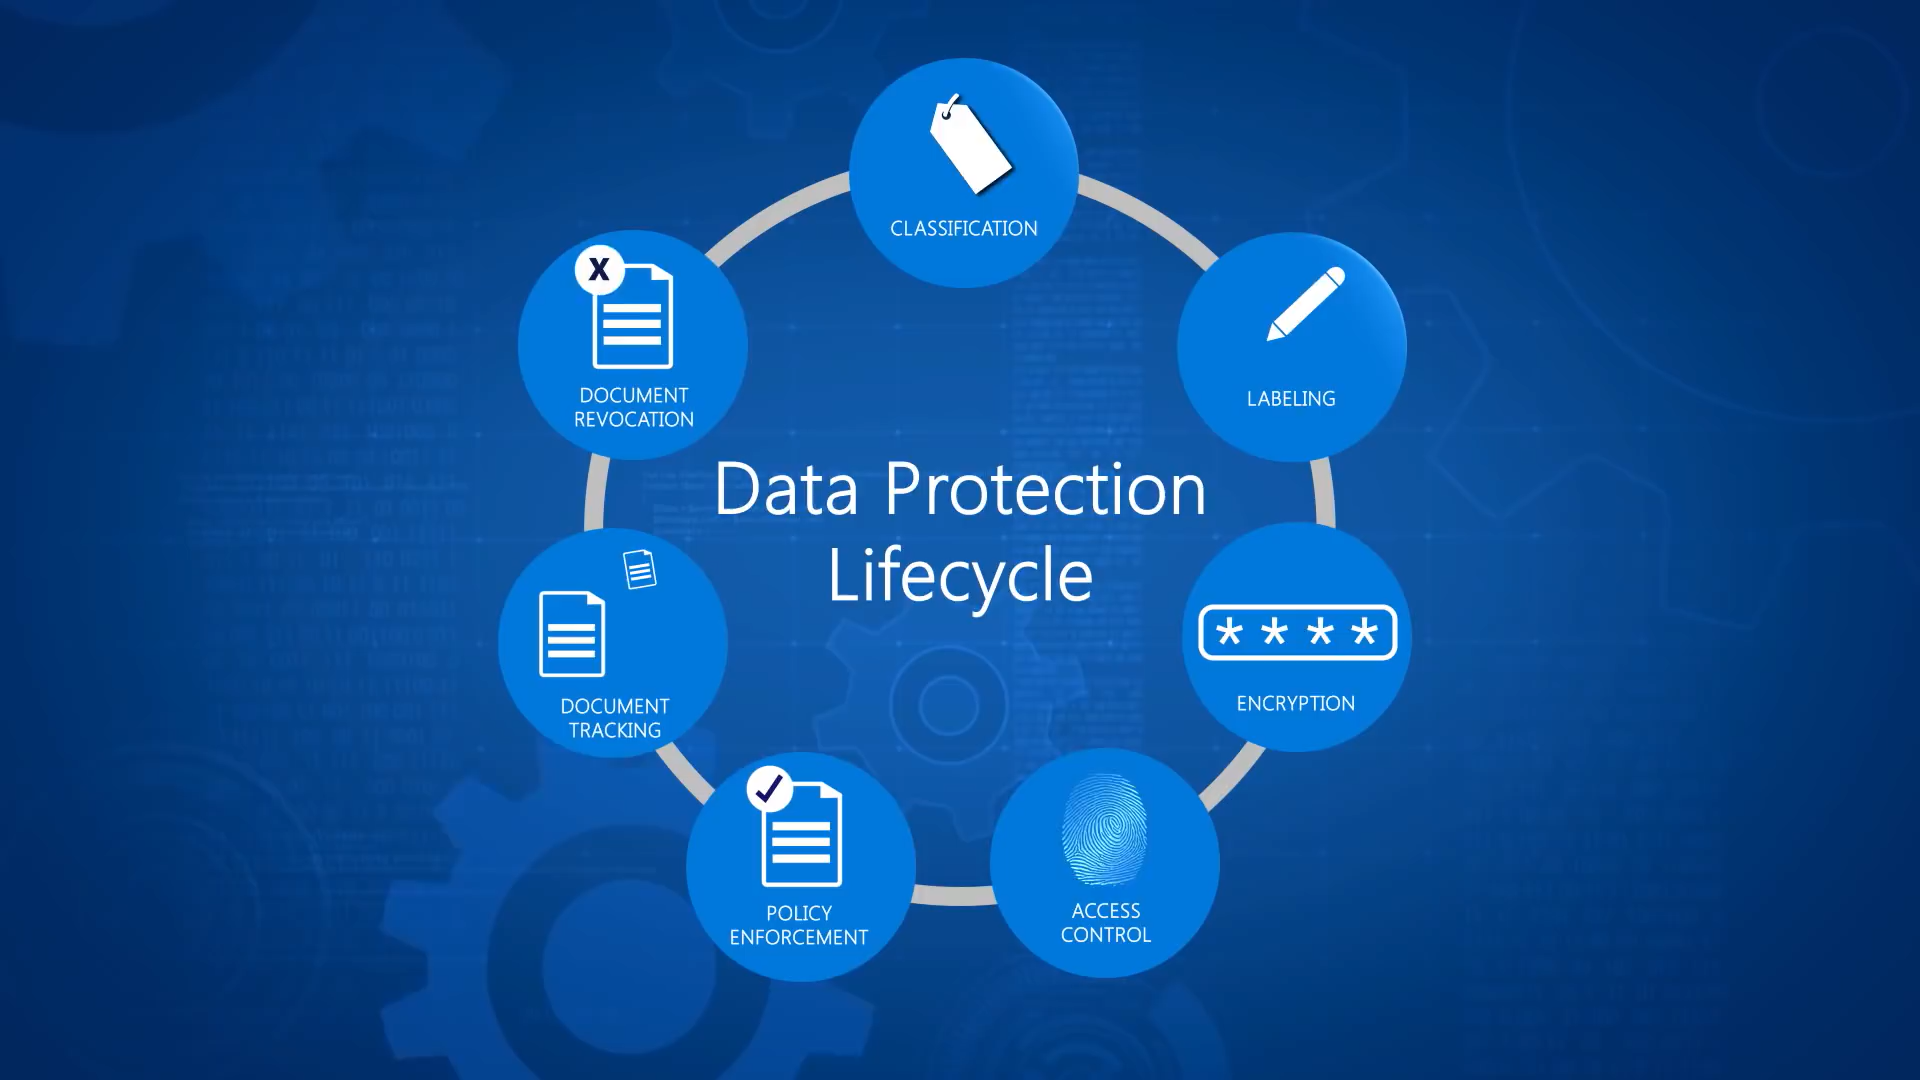 CLASSIFICATION
LABELING
ENCRYPTION
ACCESS
CONTROL
POLICY
ENFORCEMENT
DOCUMENT
TRACKING
X
DOCUMENT
REVOCATION
Data Protection
Lifecycle
* * * *